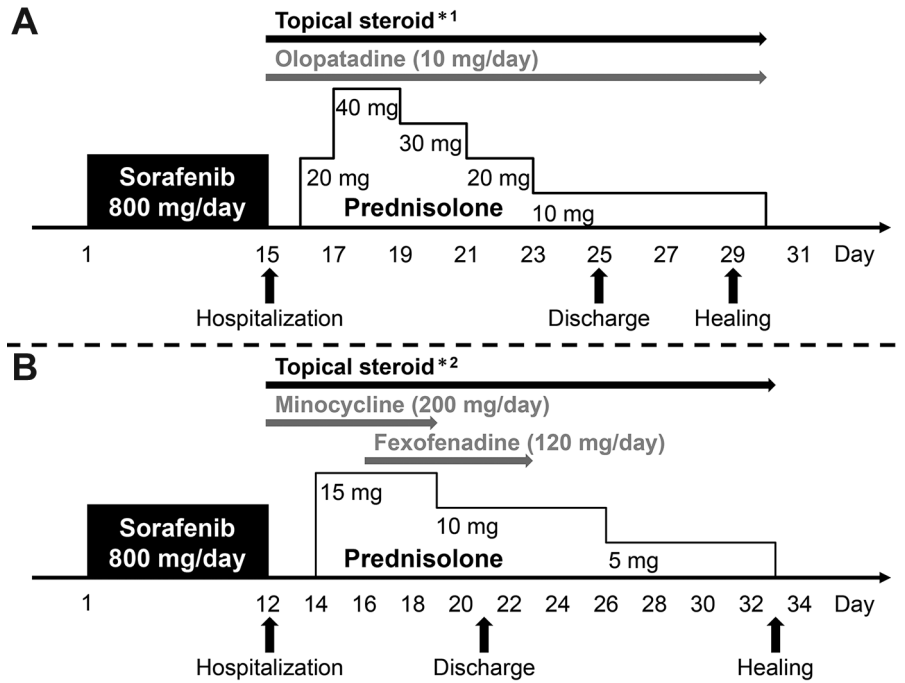 A
Topical steroid*1
Olopatadine (10 mg/day)
40 mg
30 mg
20 mg
20 mg
10 mg
Sorafenib
800 mg/day
Prednisolone
1 15 17 19 21 23 25 27 29 31 Day
Hospitalization Discharge Healing
B
Topical steroid*2
Minocycline (200 mg/day)
Fexofenadine (120 mg/day)
15 mg
10 mg
5 mg
Sorafenib
800 mg/day
Prednisolone
1 12 14 16 18 20 22 24 26 28 30 32 34 Day
Hospitalization Discharge Healing